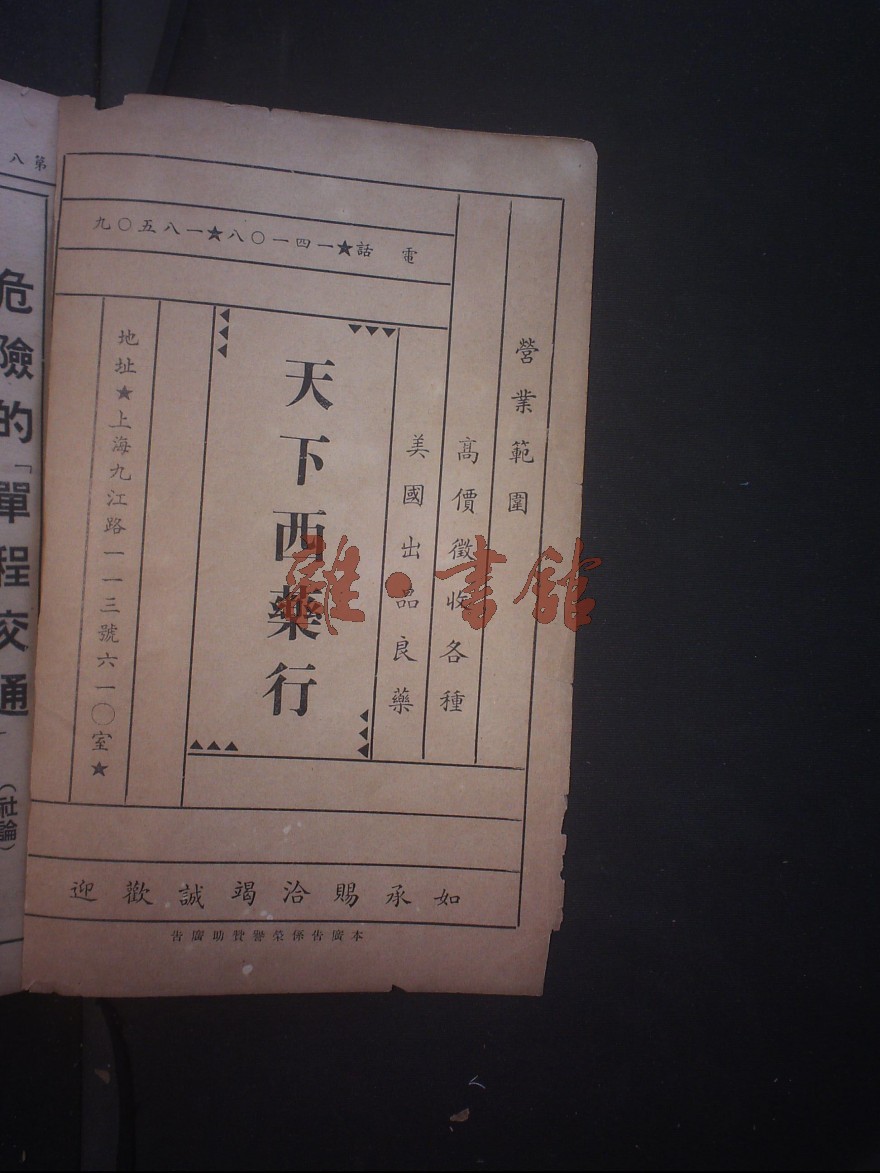 營業範圍
高價徵收各種
美國出品良藥
電話★一四一〇八★一八五〇九
天下西藥行
地址★上海九江路一一三號六一〇室★
如承賜洽竭誠歡迎
本廣告係榮譽贊助廣告
第八
危險的「單程交通」(社論)
雜·書館